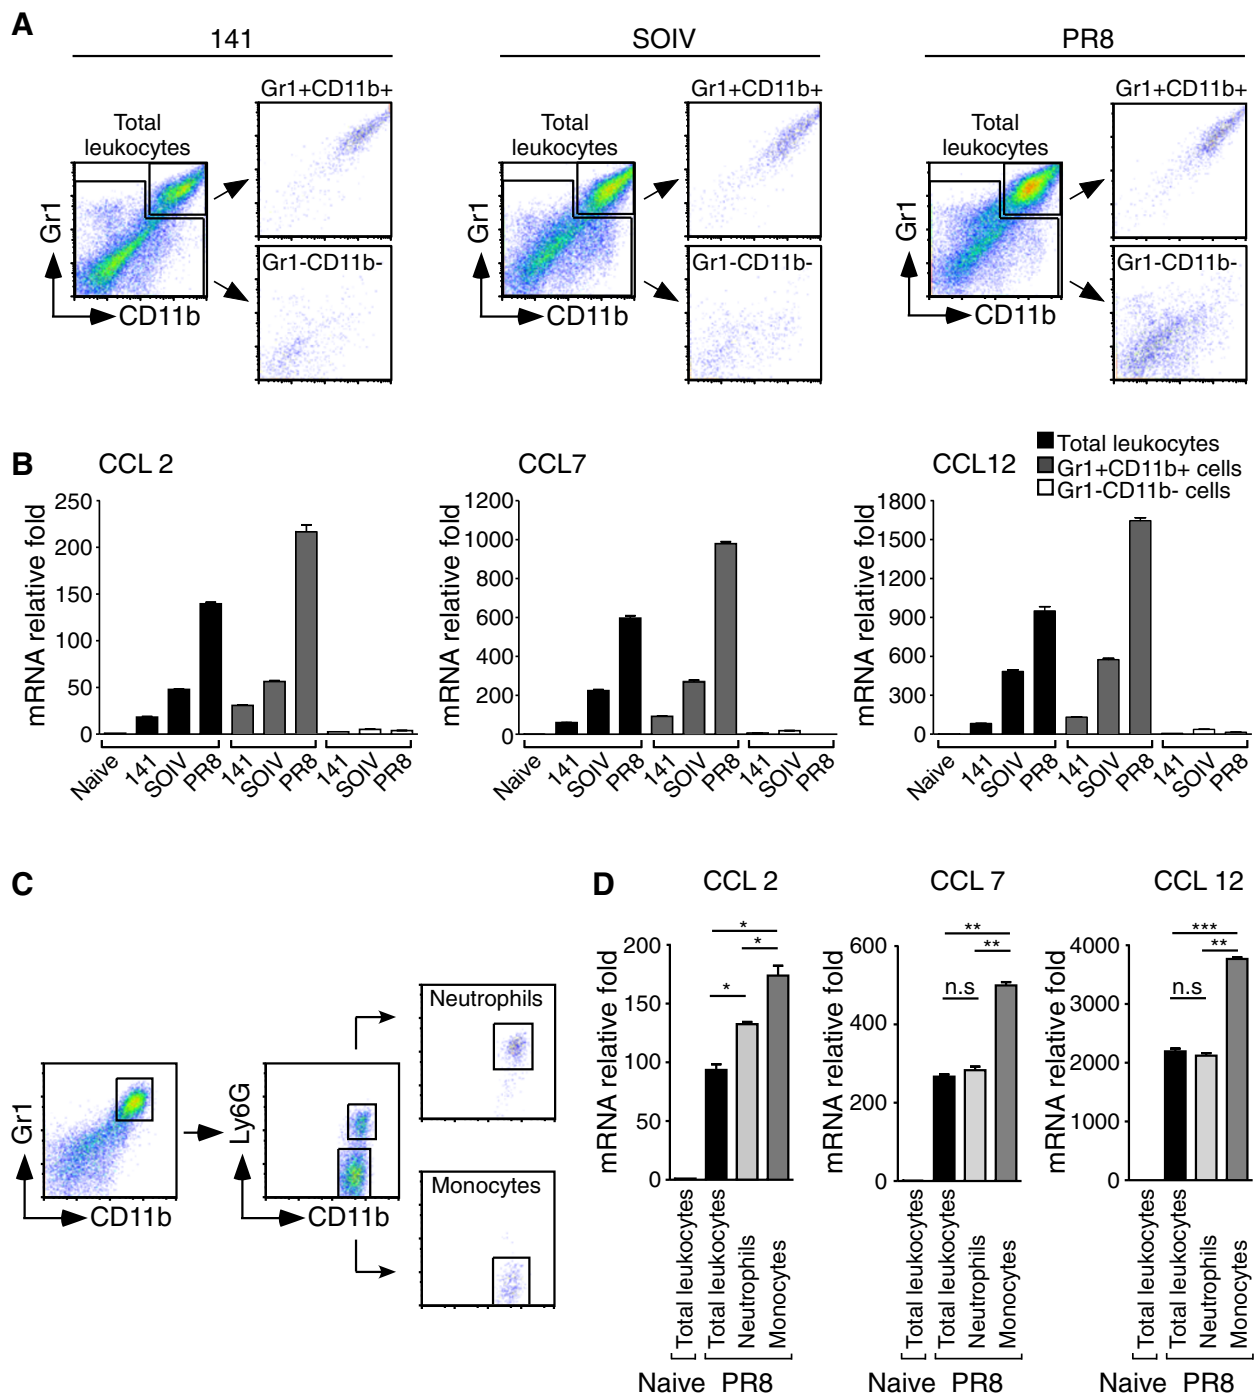 A
141
SOIV
PR8
Gr1+CD11b+
Gr1+CD11b+
Gr1+CD11b+
Total
leukocytes
Total
leukocytes
Total
leukocytes
Gr1
Gr1
Gr1
Gr1-CD11b-
Gr1-CD11b-
Gr1-CD11b-
CD11b
CD11b
CD11b
B
CCL 2
CCL7
CCL12
Total leukocytes
Gr1+CD11b+ cells
Gr1-CD11b- cells
mRNA relative fold
250
200
150
100
50
0
Naive 141 SOIV PR8 141 SOIV PR8 141 SOIV PR8
mRNA relative fold
1200
1000
800
600
400
200
0
Naive 141 SOIV PR8 141 SOIV PR8 141 SOIV PR8
mRNA relative fold
1800
1500
1200
900
600
300
0
Naive 141 SOIV PR8 141 SOIV PR8 141 SOIV PR8
C
Gr1
CD11b
Ly6G
CD11b
Neutrophils
Monocytes
D
CCL 2
CCL 7
CCL 12
mRNA relative fold
200
150
100
50
0
*
*
*
Total leukocytes
Total leukocytes
Neutrophils
Monocytes
Naive PR8
mRNA relative fold
600
400
200
0
**
**
n.s
Total leukocytes
Total leukocytes
Neutrophils
Monocytes
Naive PR8
mRNA relative fold
4000
3000
2000
1000
0
***
**
n.s
Total leukocytes
Total leukocytes
Neutrophils
Monocytes
Naive PR8